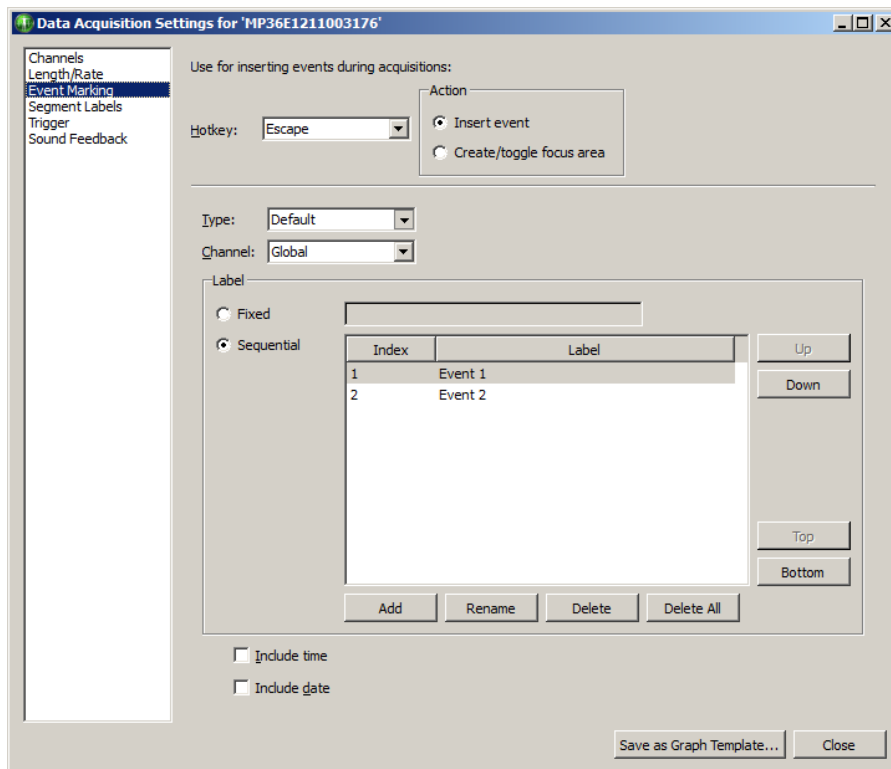 Data Acquisition Settings for 'MP36E1211003176'
Channels
Length/Rate
Event Marking
Segment Labels
Trigger
Sound Feedback
Use for inserting events during acquisitions:
Hotkey: Escape
Action
Insert event
Create/toggle focus area
Type: Default
Channel: Global
Label
Fixed
Sequential
Index Label
1 Event 1
2 Event 2
Up
Down
Top
Bottom
Add Rename Delete Delete All
Include time
Include date
Save as Graph Template... Close